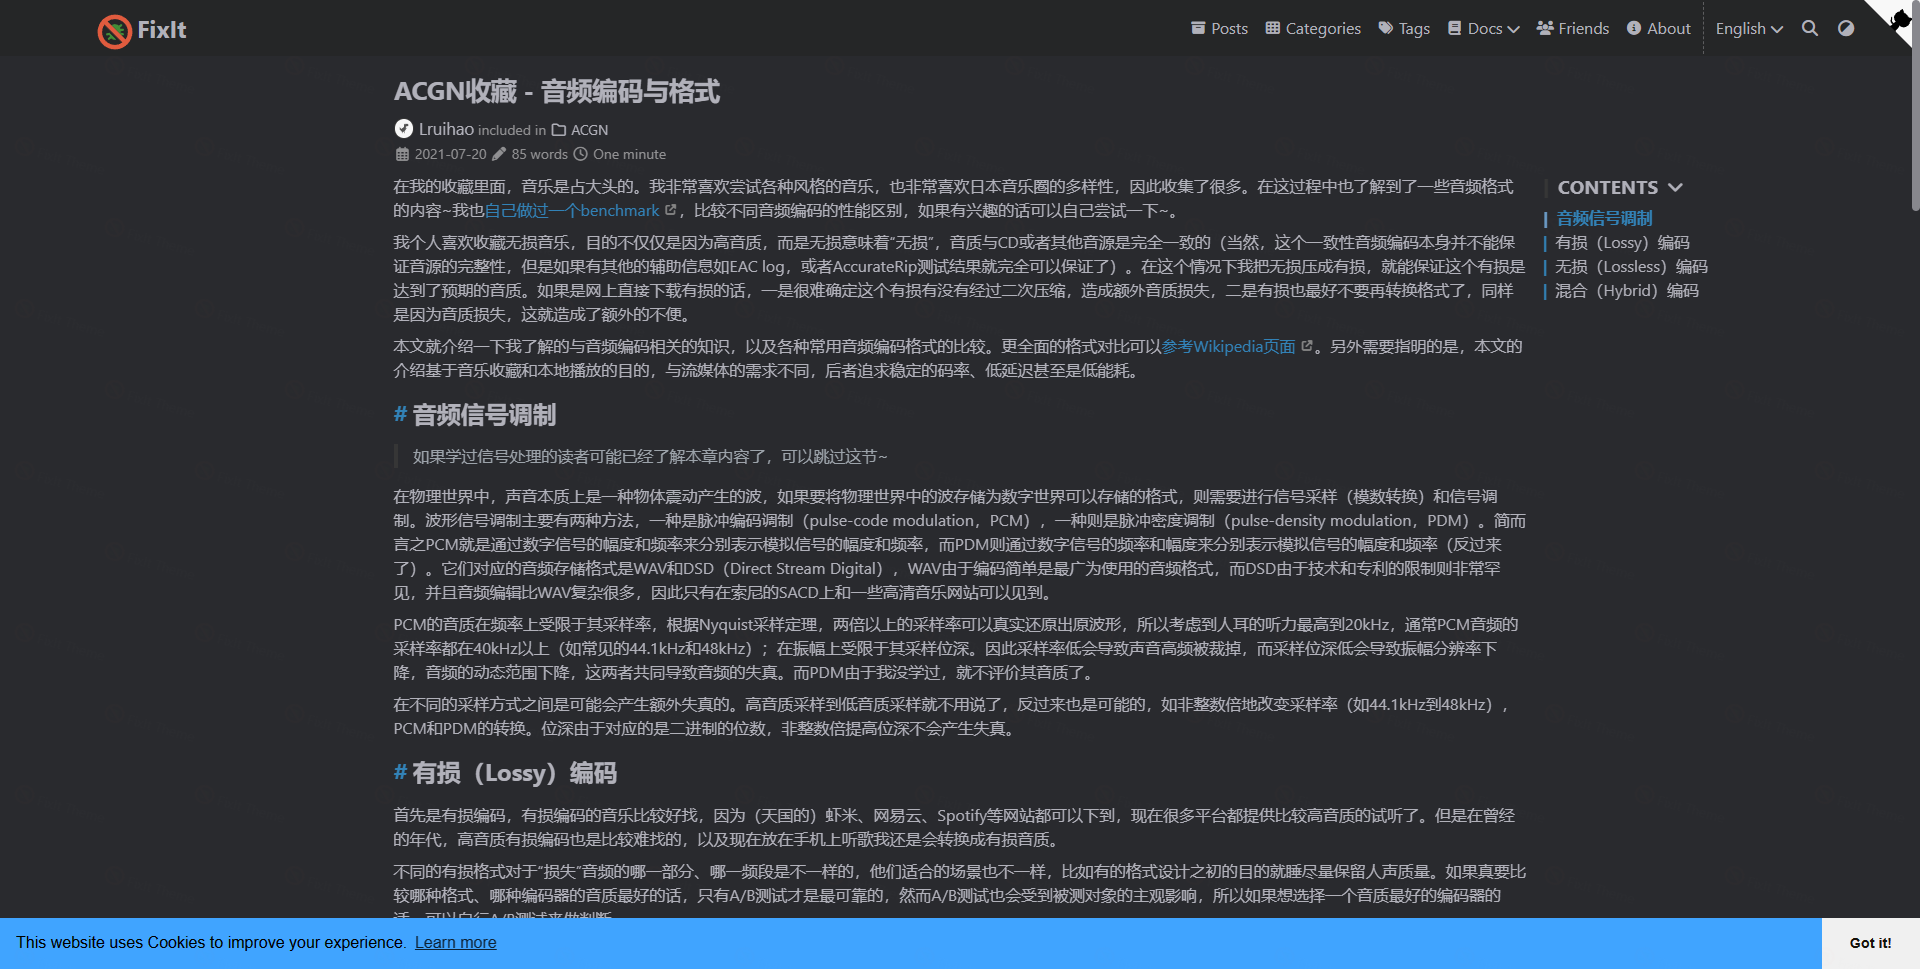 FixIt
Posts Categories Tags Docs Friends About English
ACGN收藏 - 音频编码与格式
Lruihao included in ACGN
2021-07-20 85 words One minute
在我的收藏里面，音乐是占大头的。我非常喜欢尝试各种风格的音乐，也非常喜欢日本音乐圈的多样性，因此收集了很多。在这过程中也了解到了一些音频格式
的内容~我也自己做过一个benchmark ，比较不同音频编码的性能区别，如果有兴趣的话可以自己尝试一下~。
我个人喜欢收藏无损音乐，目的不仅仅是因为高音质，而是无损意味着“无损”，音质与CD或者其他音源是完全一致的（当然，这个一致性音频编码本身并不能保
证音源的完整性，但是如果有其他的辅助信息如EAC log，或者AccurateRip测试结果就完全可以保证了）。在这个情况下我把无损压成有损，就能保证这个有损是
达到了预期的音质。如果是网上直接下载有损的话，一是很难确定这个有损有没有经过二次压缩，造成额外音质损失，二是有损也最好不要再转换格式了，同样
是因为音质损失，这就造成了额外的不便。
本文就介绍一下我了解的与音频编码相关的知识，以及各种常用音频编码格式的比较。更全面的格式对比可以参考Wikipedia页面 。另外需要指明的是，本文的
介绍基于音乐收藏和本地播放的目的，与流媒体的需求不同，后者追求稳定的码率、低延迟甚至是低能耗。
# 音频信号调制
如果学过信号处理的读者可能已经了解本章内容了，可以跳过这节~
在物理世界中，声音本质上是一种物体震动产生的波，如果要将物理世界中的波存储为数字世界可以存储的格式，则需要进行信号采样（模数转换）和信号调
制。波形信号调制主要有两种方法，一种是脉冲编码调制（pulse-code modulation，PCM），一种则是脉冲密度调制（pulse-density modulation，PDM）。简而
言之PCM就是通过数字信号的幅度和频率来分别表示模拟信号的幅度和频率，而PDM则通过数字信号的频率和幅度来分别表示模拟信号的幅度和频率（反过来
了）。它们对应的音频存储格式是WAV和DSD（Direct Stream Digital），WAV由于编码简单是最广为使用的音频格式，而DSD由于技术和专利的限制则非常罕
见，并且音频编辑比WAV复杂很多，因此只有在索尼的SACD上和一些高清音乐网站可以见到。
PCM的音质在频率上受限于其采样率，根据Nyquist采样定理，两倍以上的采样率可以真实还原出原波形，所以考虑到人耳的听力最高到20kHz，通常PCM音频的
采样率都在40kHz以上（如常见的44.1kHz和48kHz）；在振幅上受限于其采样位深。因此采样率低会导致声音高频被裁掉，而采样位深低会导致振幅分辨率下
降，音频的动态范围下降，这两者共同导致音频的失真。而PDM由于我没学过，就不评价其音质了。
在不同的采样方式之间是可能会产生额外失真的。高音质采样到低音质采样就不用说了，反过来也是可能的，如非整数倍地改变采样率（如44.1kHz到48kHz），
PCM和PDM的转换。位深由于对应的是二进制的位数，非整数倍提高位深不会产生失真。
# 有损（Lossy）编码
首先是有损编码，有损编码的音乐比较好找，因为（天国的）虾米、网易云、Spotify等网站都可以下到，现在很多平台都提供比较高音质的试听了。但是在曾经
的年代，高音质有损编码也是比较难找的，以及现在放在手机上听歌我还是会转换成有损音质。
不同的有损格式对于“损失”音频的哪一部分、哪一频段是不一样的，他们适合的场景也不一样，比如有的格式设计之初的目的就睡尽量保留人声质量。如果真要比
较哪种格式、哪种编码器的音质最好的话，只有A/B测试才是最可靠的，然而A/B测试也会受到被测对象的主观影响，所以如果想选择一个音质最好的编码器的
话，可以自行A/B测试来做判断。
CONTENTS
音频信号调制
有损（Lossy）编码
无损（Lossless）编码
混合（Hybrid）编码
This website uses Cookies to improve your experience. Learn more
Got it!